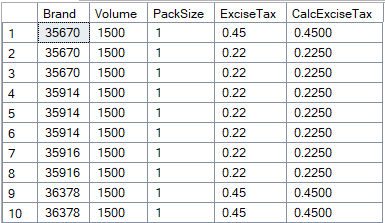 Brand Volume PackSize ExciseTax CalcExciseTax
1 35670 1500 1 0.45 0.4500
2 35670 1500 1 0.22 0.2250
3 35670 1500 1 0.22 0.2250
4 35914 1500 1 0.22 0.2250
5 35914 1500 1 0.22 0.2250
6 35914 1500 1 0.22 0.2250
7 35916 1500 1 0.22 0.2250
8 35916 1500 1 0.22 0.2250
9 36378 1500 1 0.45 0.4500
10 36378 1500 1 0.45 0.4500